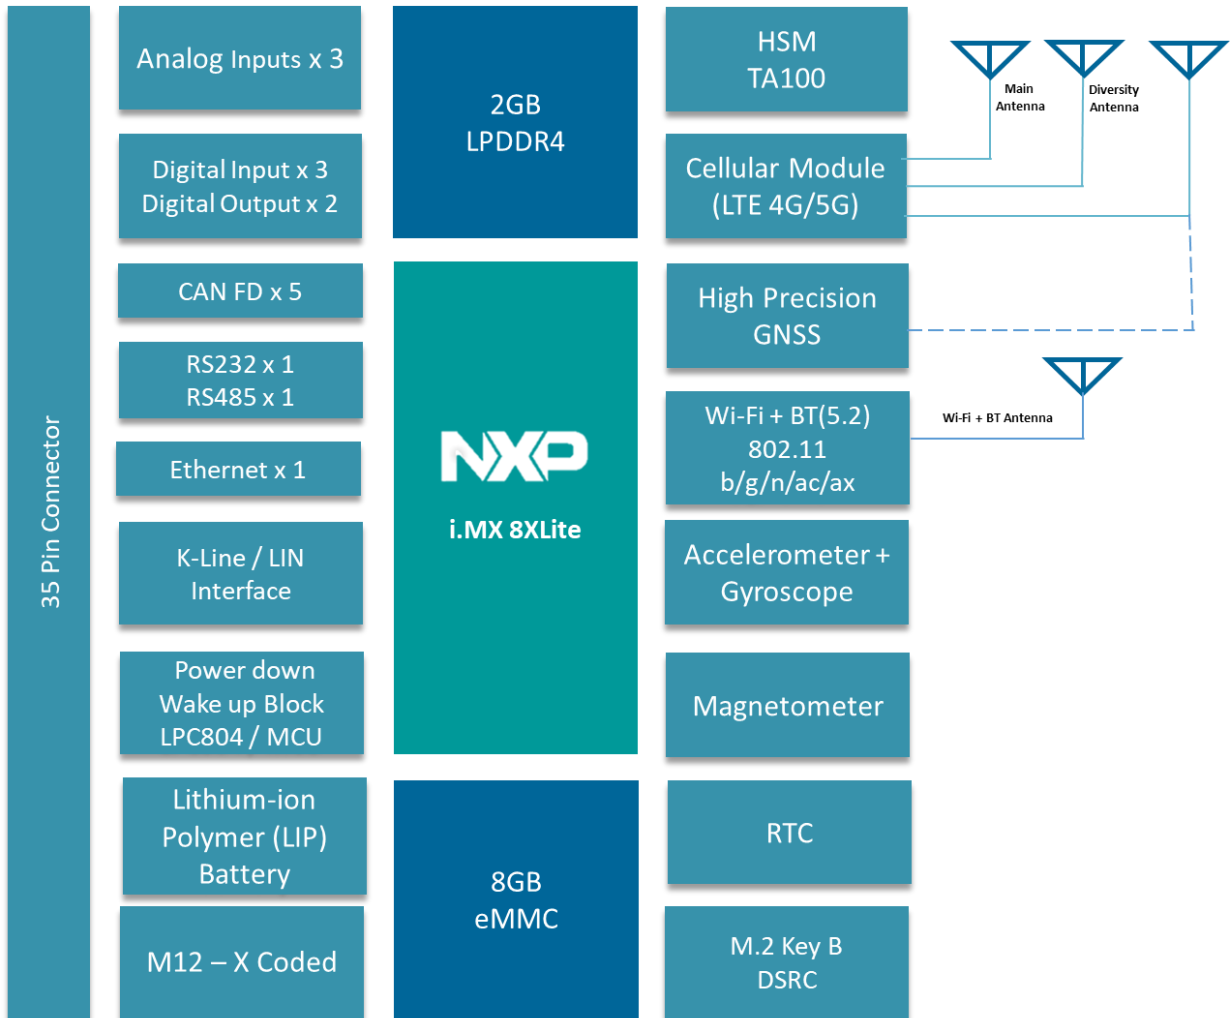 35 Pin Connector
Analog Inputs x 3
Digital Input x 3
Digital Output x 2
CAN FD x 5
RS232 x 1
RS485 x 1
Ethernet x 1
K-Line / LIN
Interface
Power down
Wake up Block
LPC804 / MCU
Lithium-ion
Polymer (LIP)
Battery
M12 – X Coded
2GB
LPDDR4
NXP
i.MX 8XLite
8GB
eMMC
HSM
TA100
Cellular Module
(LTE 4G/5G)
High Precision
GNSS
Wi-Fi + BT(5.2)
802.11
b/g/n/ac/ax
Accelerometer +
Gyroscope
Magnetometer
RTC
M.2 Key B
DSRC
Main
Antenna
Diversity
Antenna
Wi-Fi + BT Antenna